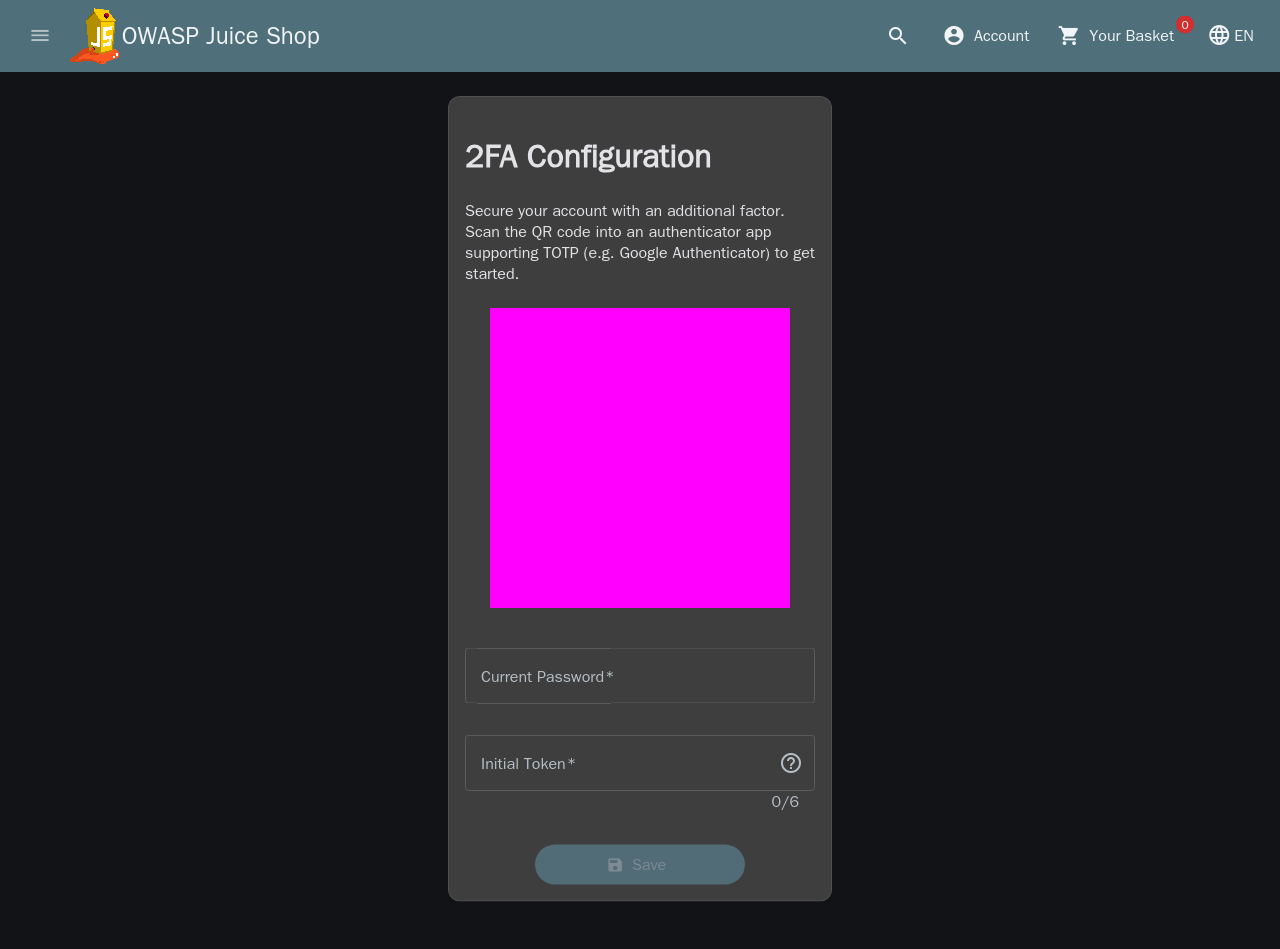 OWASP Juice Shop
Account
Your Basket
0
EN
2FA Configuration
Secure your account with an additional factor.
Scan the QR code into an authenticator app
supporting TOTP (e.g. Google Authenticator) to get
started.
Current Password*
Initial Token*
0/6
Save